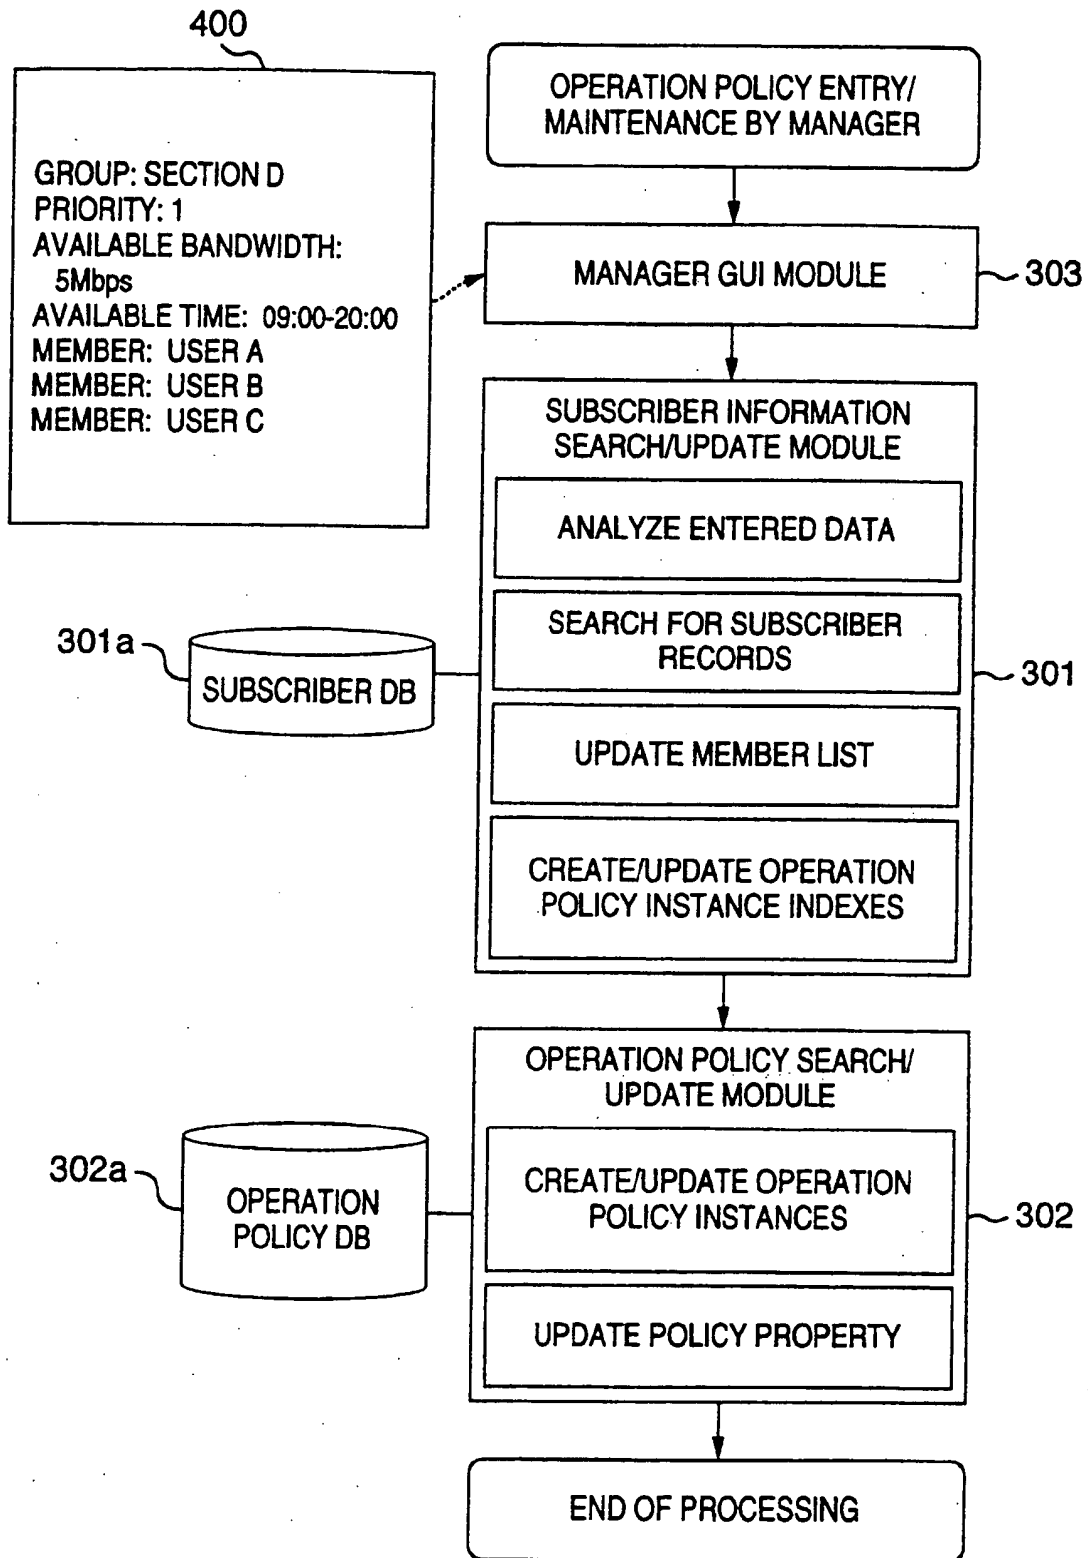 400
GROUP: SECTION D
PRIORITY: 1
AVAILABLE BANDWIDTH:
5Mbps
AVAILABLE TIME: 09:00-20:00
MEMBER: USER A
MEMBER: USER B
MEMBER: USER C
OPERATION POLICY ENTRY/
MAINTENANCE BY MANAGER
MANAGER GUI MODULE
303
SUBSCRIBER INFORMATION
SEARCH/UPDATE MODULE
ANALYZE ENTERED DATA
SEARCH FOR SUBSCRIBER
RECORDS
UPDATE MEMBER LIST
CREATE/UPDATE OPERATION
POLICY INSTANCE INDEXES
301
301a
SUBSCRIBER DB
OPERATION POLICY SEARCH/
UPDATE MODULE
CREATE/UPDATE OPERATION
POLICY INSTANCES
UPDATE POLICY PROPERTY
302
302a
OPERATION
POLICY DB
END OF PROCESSING